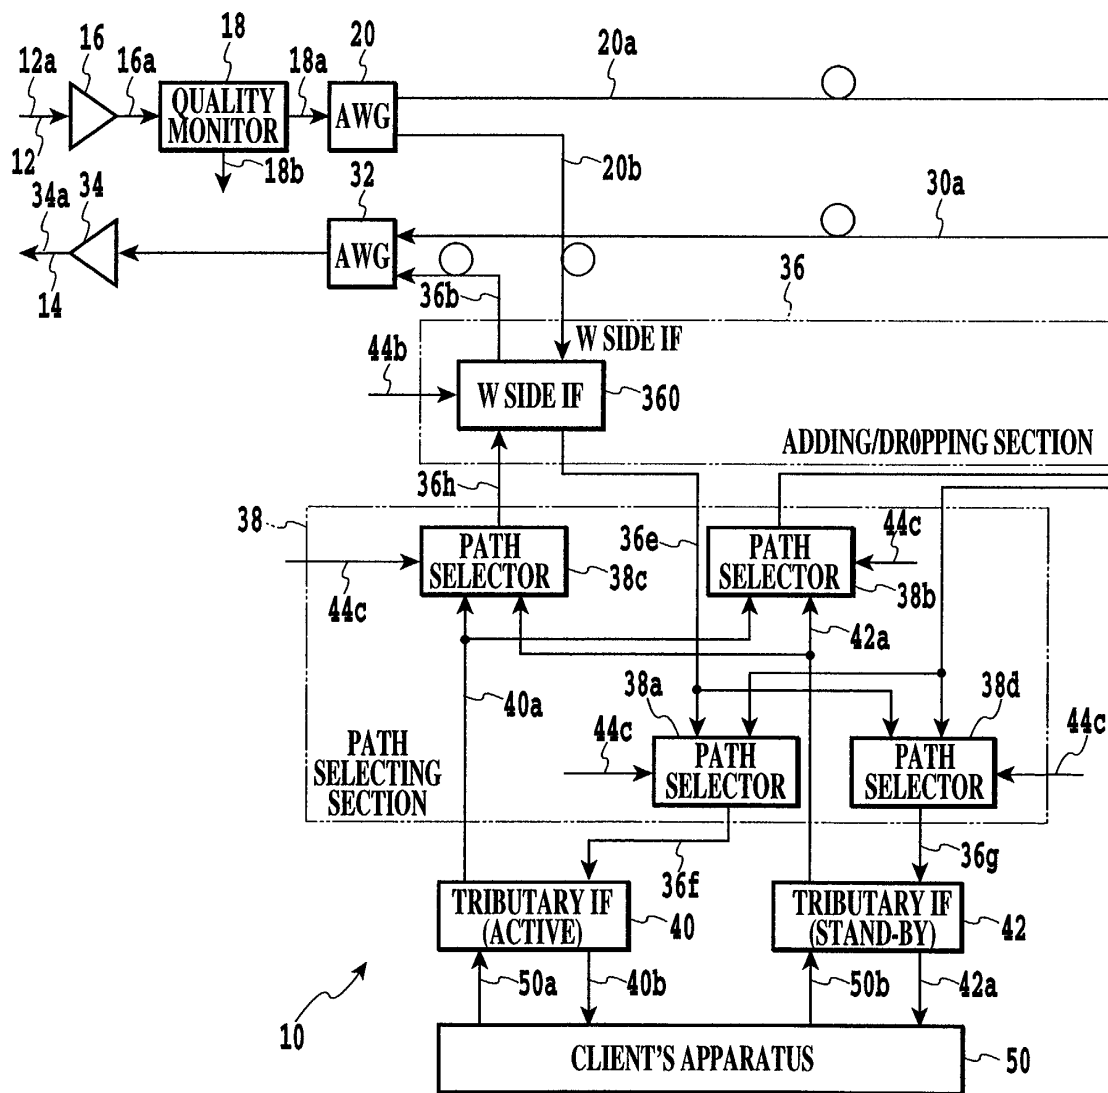 12a
16
16a
18
18a
20
20a
QUALITY
MONITOR
AWG
12
18b
20b
34a
34
32
30a
AWG
14
36b
36
W SIDE IF
44b
W SIDE IF
360
ADDING/DR0PPING SECTION
36h
38
36e
44c
PATH
SELECTOR
38c
PATH
SELECTOR
38b
44c
42a
40a
38a
38d
44c
44c
PATH
SELECTING
SECTION
PATH
SELECTOR
PATH
SELECTOR
36f
36g
TRIBUTARY IF
(ACTIVE)
40
TRIBUTARY IF
(STAND-BY)
42
50a
40b
50b
42a
10
CLIENT'S APPARATUS
50